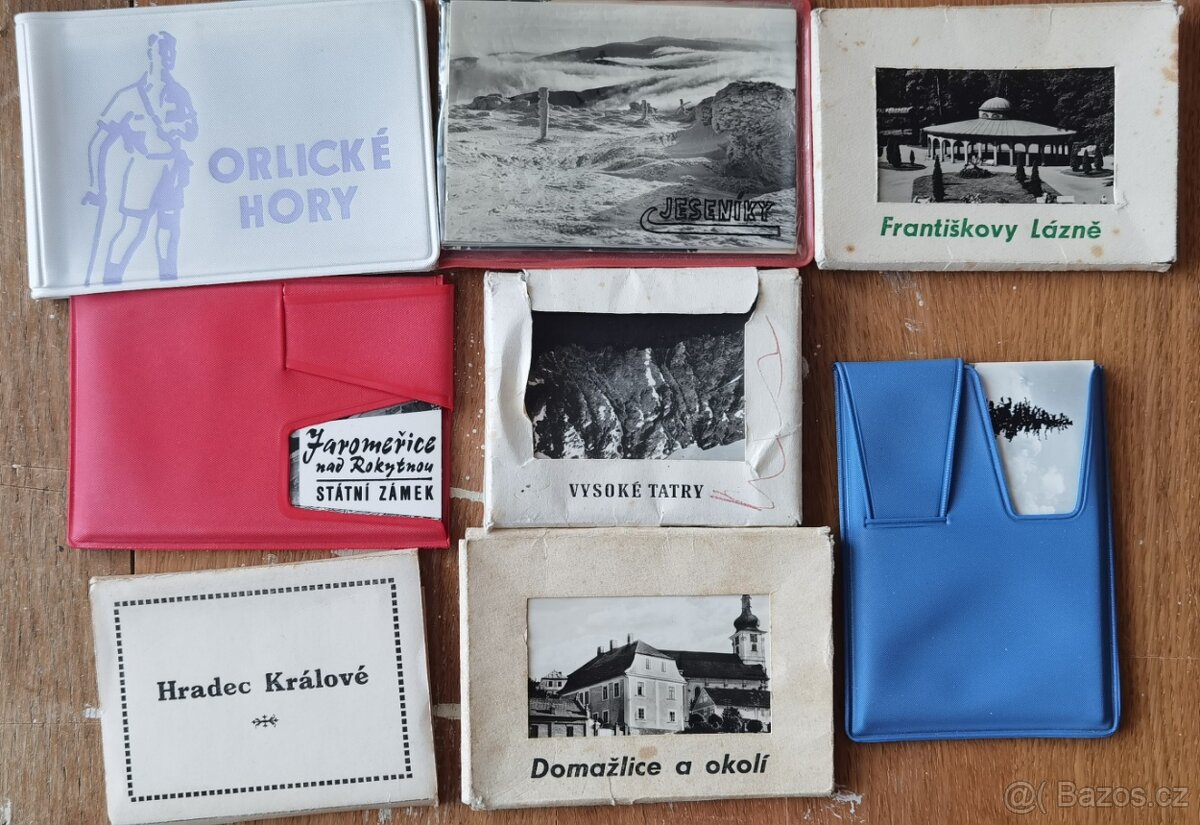 ORLICKÉ
HORY
JESENÍKY
Františkovy Lázně
Jaroměřice
nad Rokytnou
STÁTNÍ ZÁMEK
VYSOKÉ TATRY
Hradec Králové
Domažlice a okolí
@( Bazos.cz